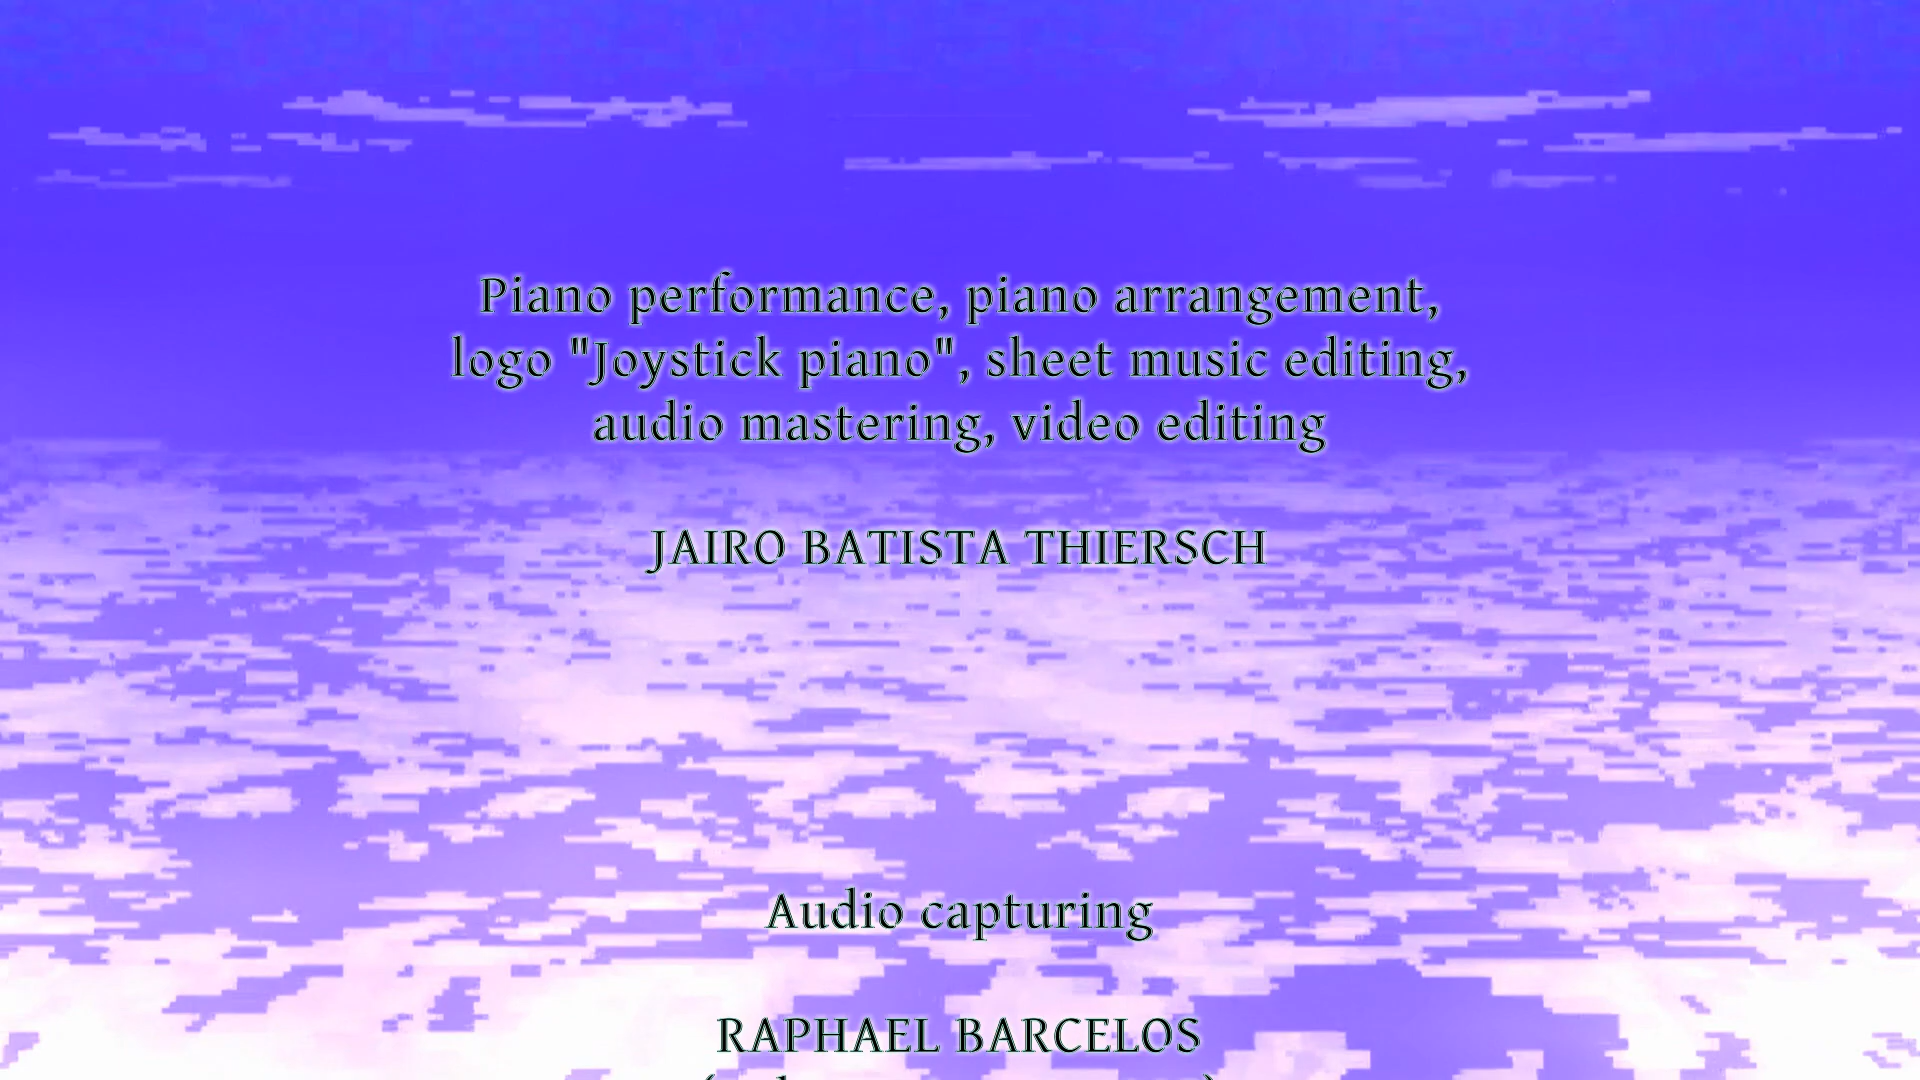 Piano performance, piano arrangement,
logo "Joystick piano", sheet music editing,
audio mastering, video editing
JAIRO BATISTA THIERSCH
Audio capturing
RAPHAEL BARCELOS